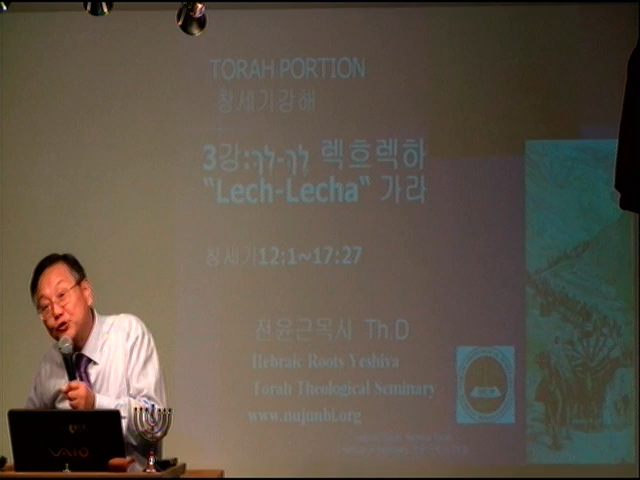 TORAH PORTION
창세기강해
3강:לך-לך 렉흐렉하
"Lech-Lecha" 가라
창세기12:1~17:27
전윤근목사 Th.D
Hebraic Roots Yeshiva
Torah Theological Seminary
www.nujunbi.org
VAIO